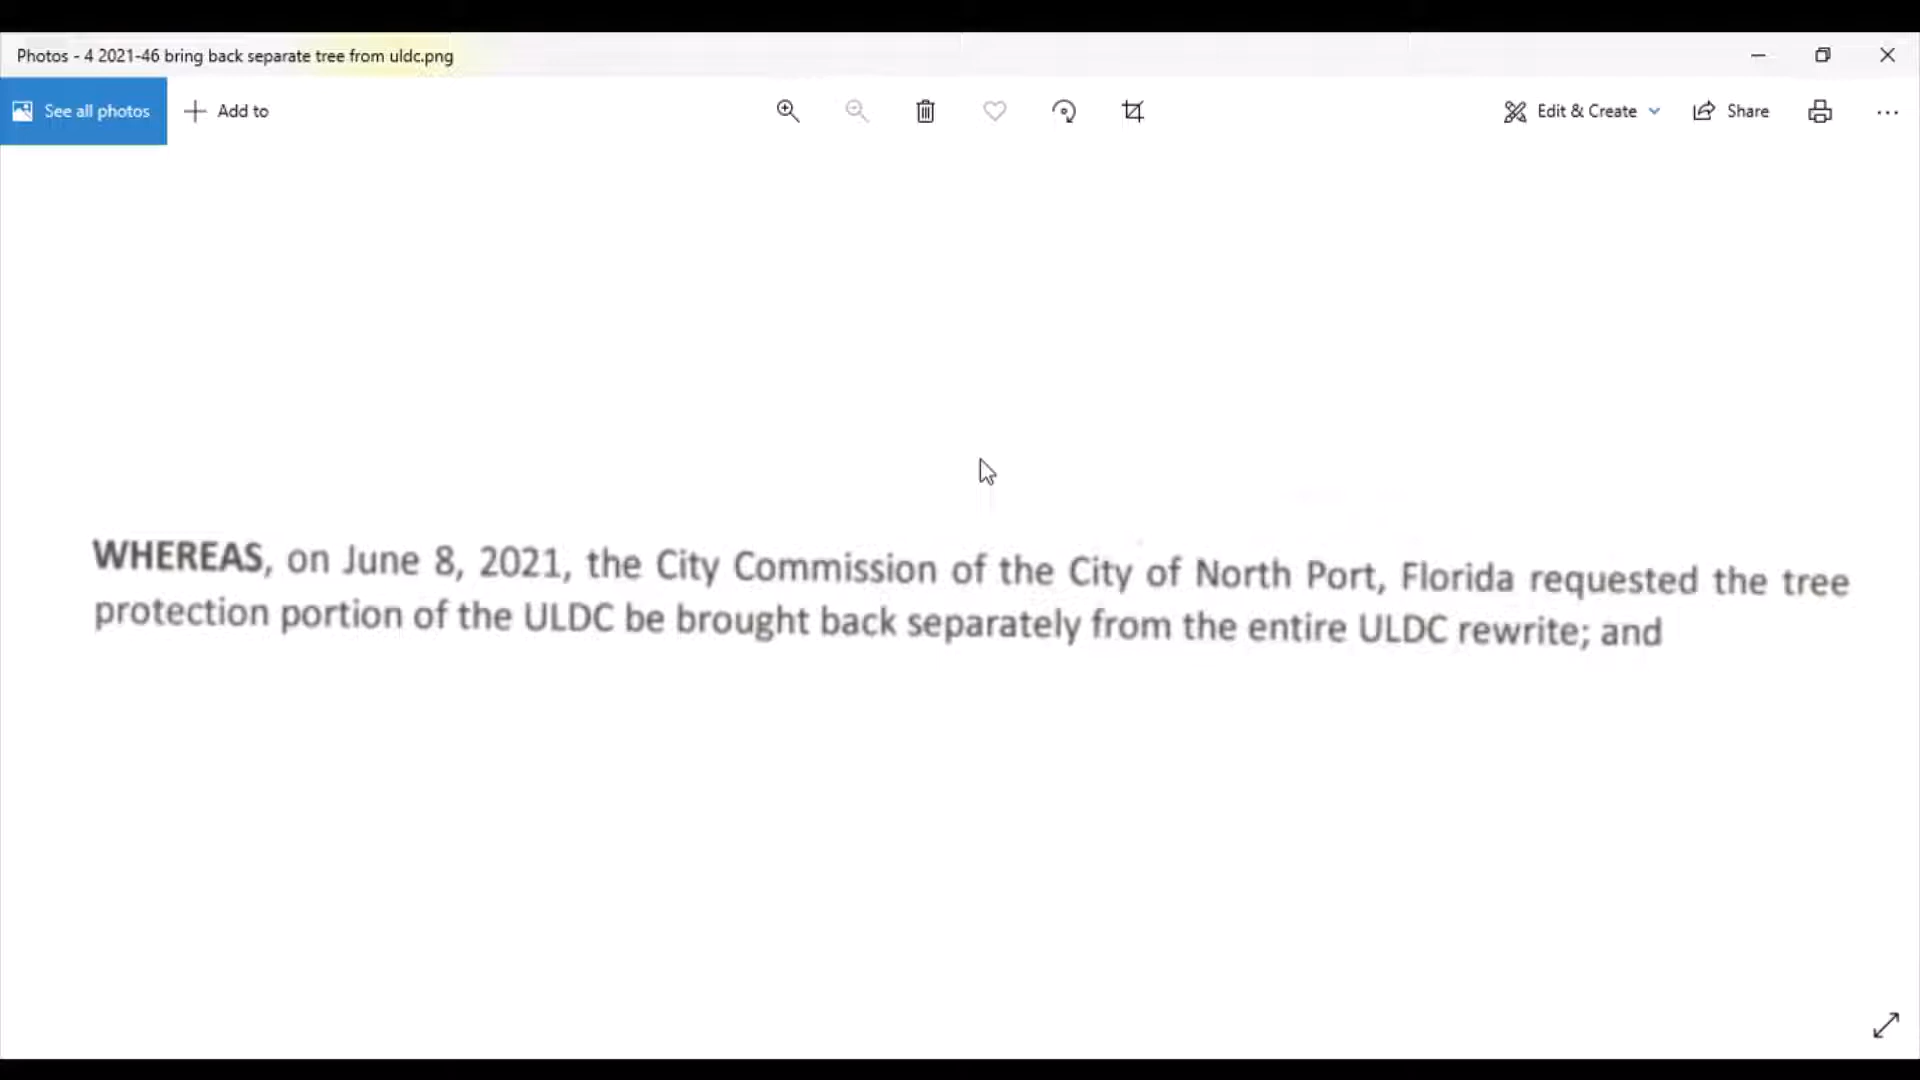 Photos - 4 2021-46 bring back separate tree from uldc.png
See all photos
Add to
Edit & Create
Share
WHEREAS, on June 8, 2021, the City Commission of the City of North Port, Florida requested the tree
protection portion of the ULDC be brought back separately from the entire ULDC rewrite; and